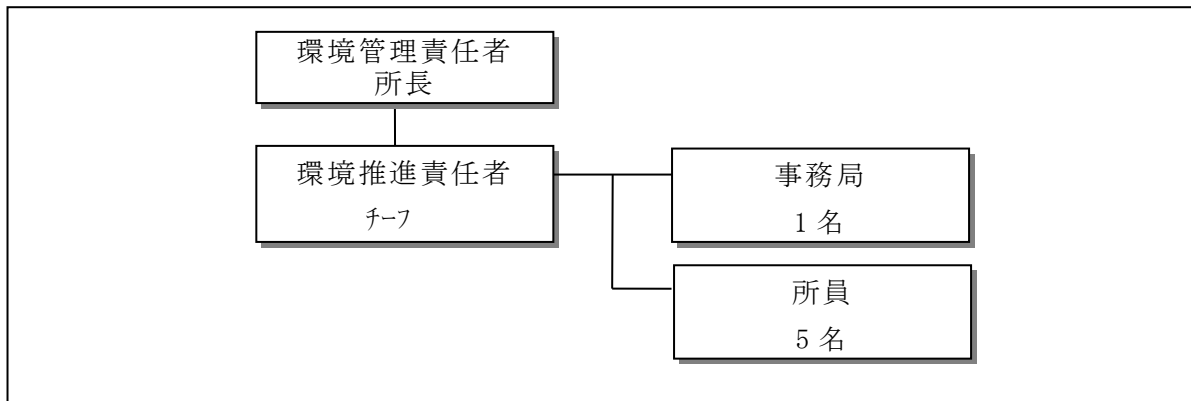 環境管理責任者
所長
環境推進責任者
ﾁｰﾌ
事務局
1 名
所員
5 名